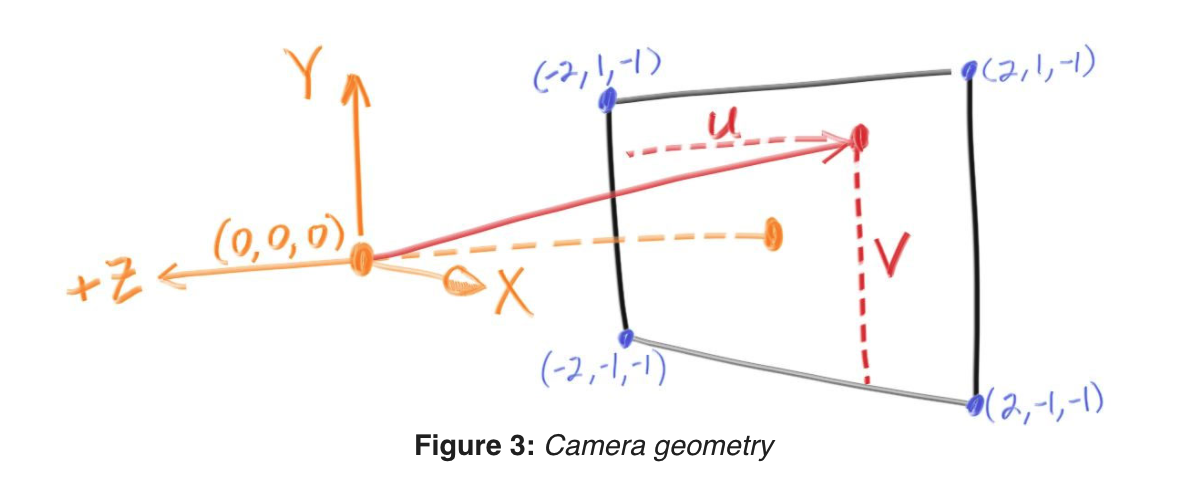 Y
(-2,1,-1)
(2,1,-1)
u
(0,0,0)
V
+Z
X
(-2,-1,-1)
(2,-1,-1)
Figure 3: Camera geometry